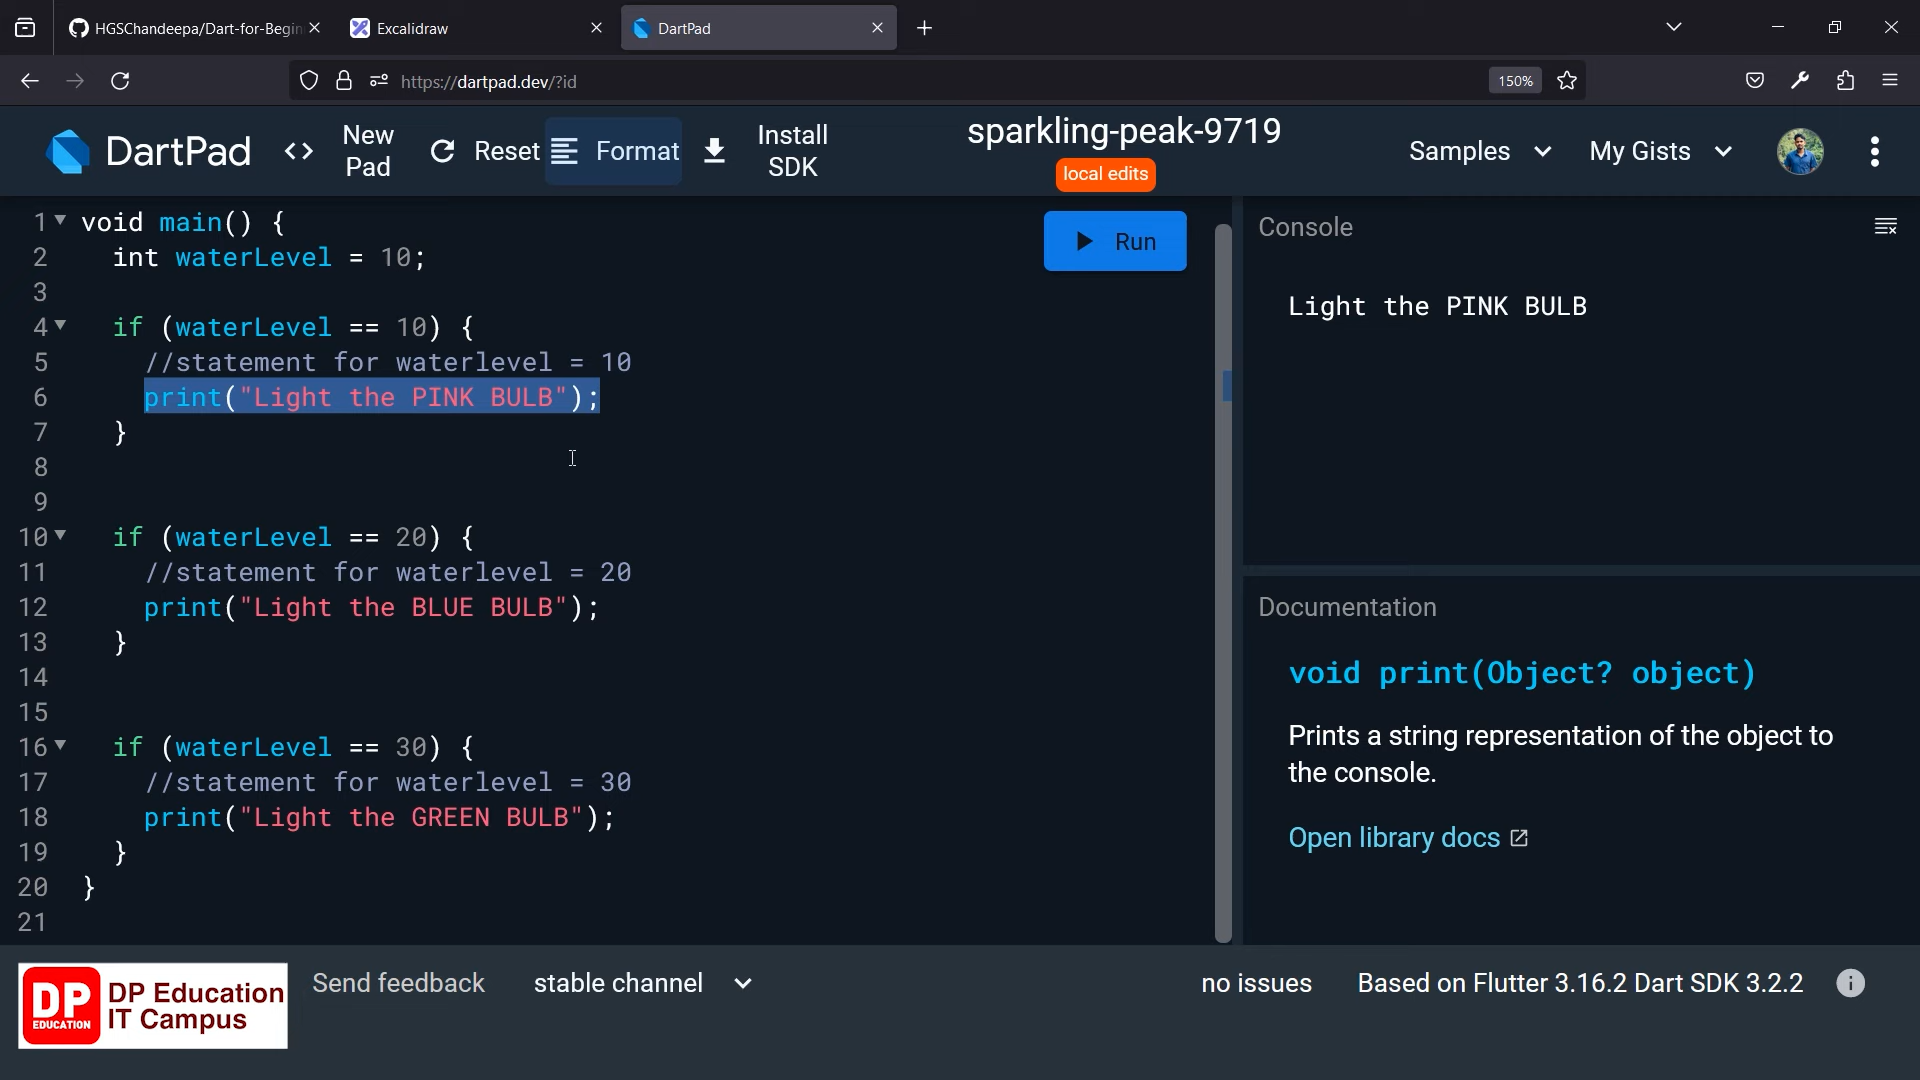 HGSChandeepa/Dart-for-Begin
Excalidraw
DartPad
https://dartpad.dev/?id
150%
DartPad
<> New Pad
Reset
Format
Install SDK
sparkling-peak-9719
local edits
Samples
My Gists
1 void main() {
2   int waterLevel = 10;
3
4   if (waterLevel == 10) {
5     //statement for waterlevel = 10
6     print("Light the PINK BULB");
7   }
8
9
10   if (waterLevel == 20) {
11     //statement for waterlevel = 20
12     print("Light the BLUE BULB");
13   }
14
15
16   if (waterLevel == 30) {
17     //statement for waterlevel = 30
18     print("Light the GREEN BULB");
19   }
20 }
21
Run
Console
Light the PINK BULB
Documentation
void print(Object? object)
Prints a string representation of the object to
the console.
Open library docs
DP EDUCATION
DP Education
IT Campus
Send feedback
stable channel
no issues
Based on Flutter 3.16.2 Dart SDK 3.2.2